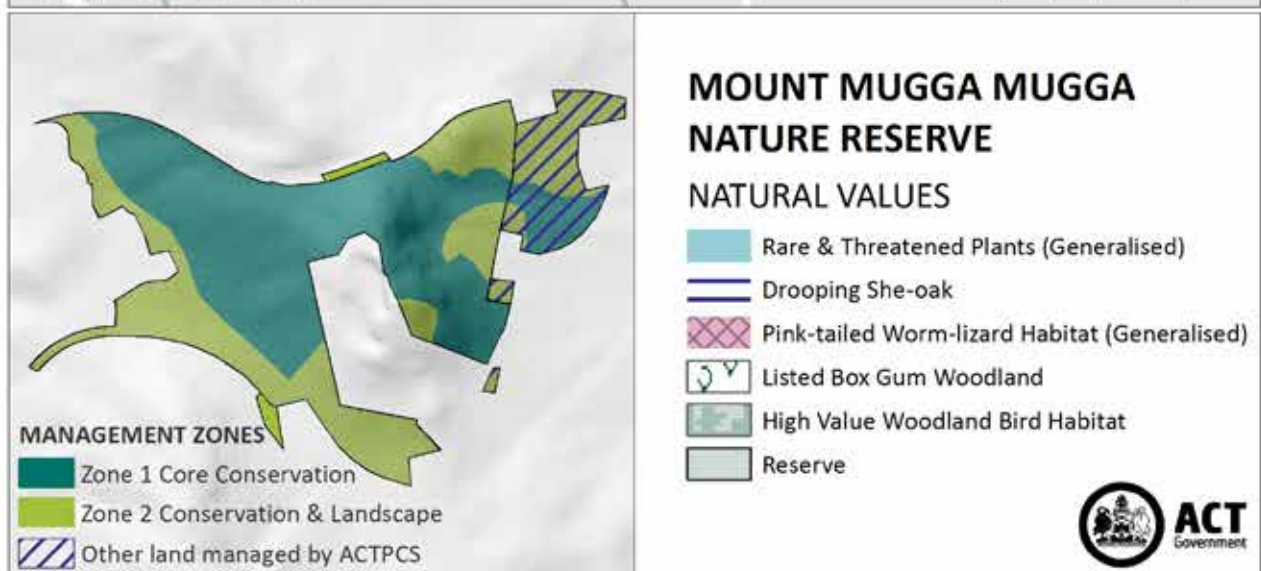 MOUNT MUGGA MUGGA
NATURE RESERVE
NATURAL VALUES
Rare & Threatened Plants (Generalised)
Drooping She-oak
Pink-tailed Worm-lizard Habitat (Generalised)
Listed Box Gum Woodland
High Value Woodland Bird Habitat
Reserve
MANAGEMENT ZONES
Zone 1 Core Conservation
Zone 2 Conservation & Landscape
Other land managed by ACTPCS
ACT
Government